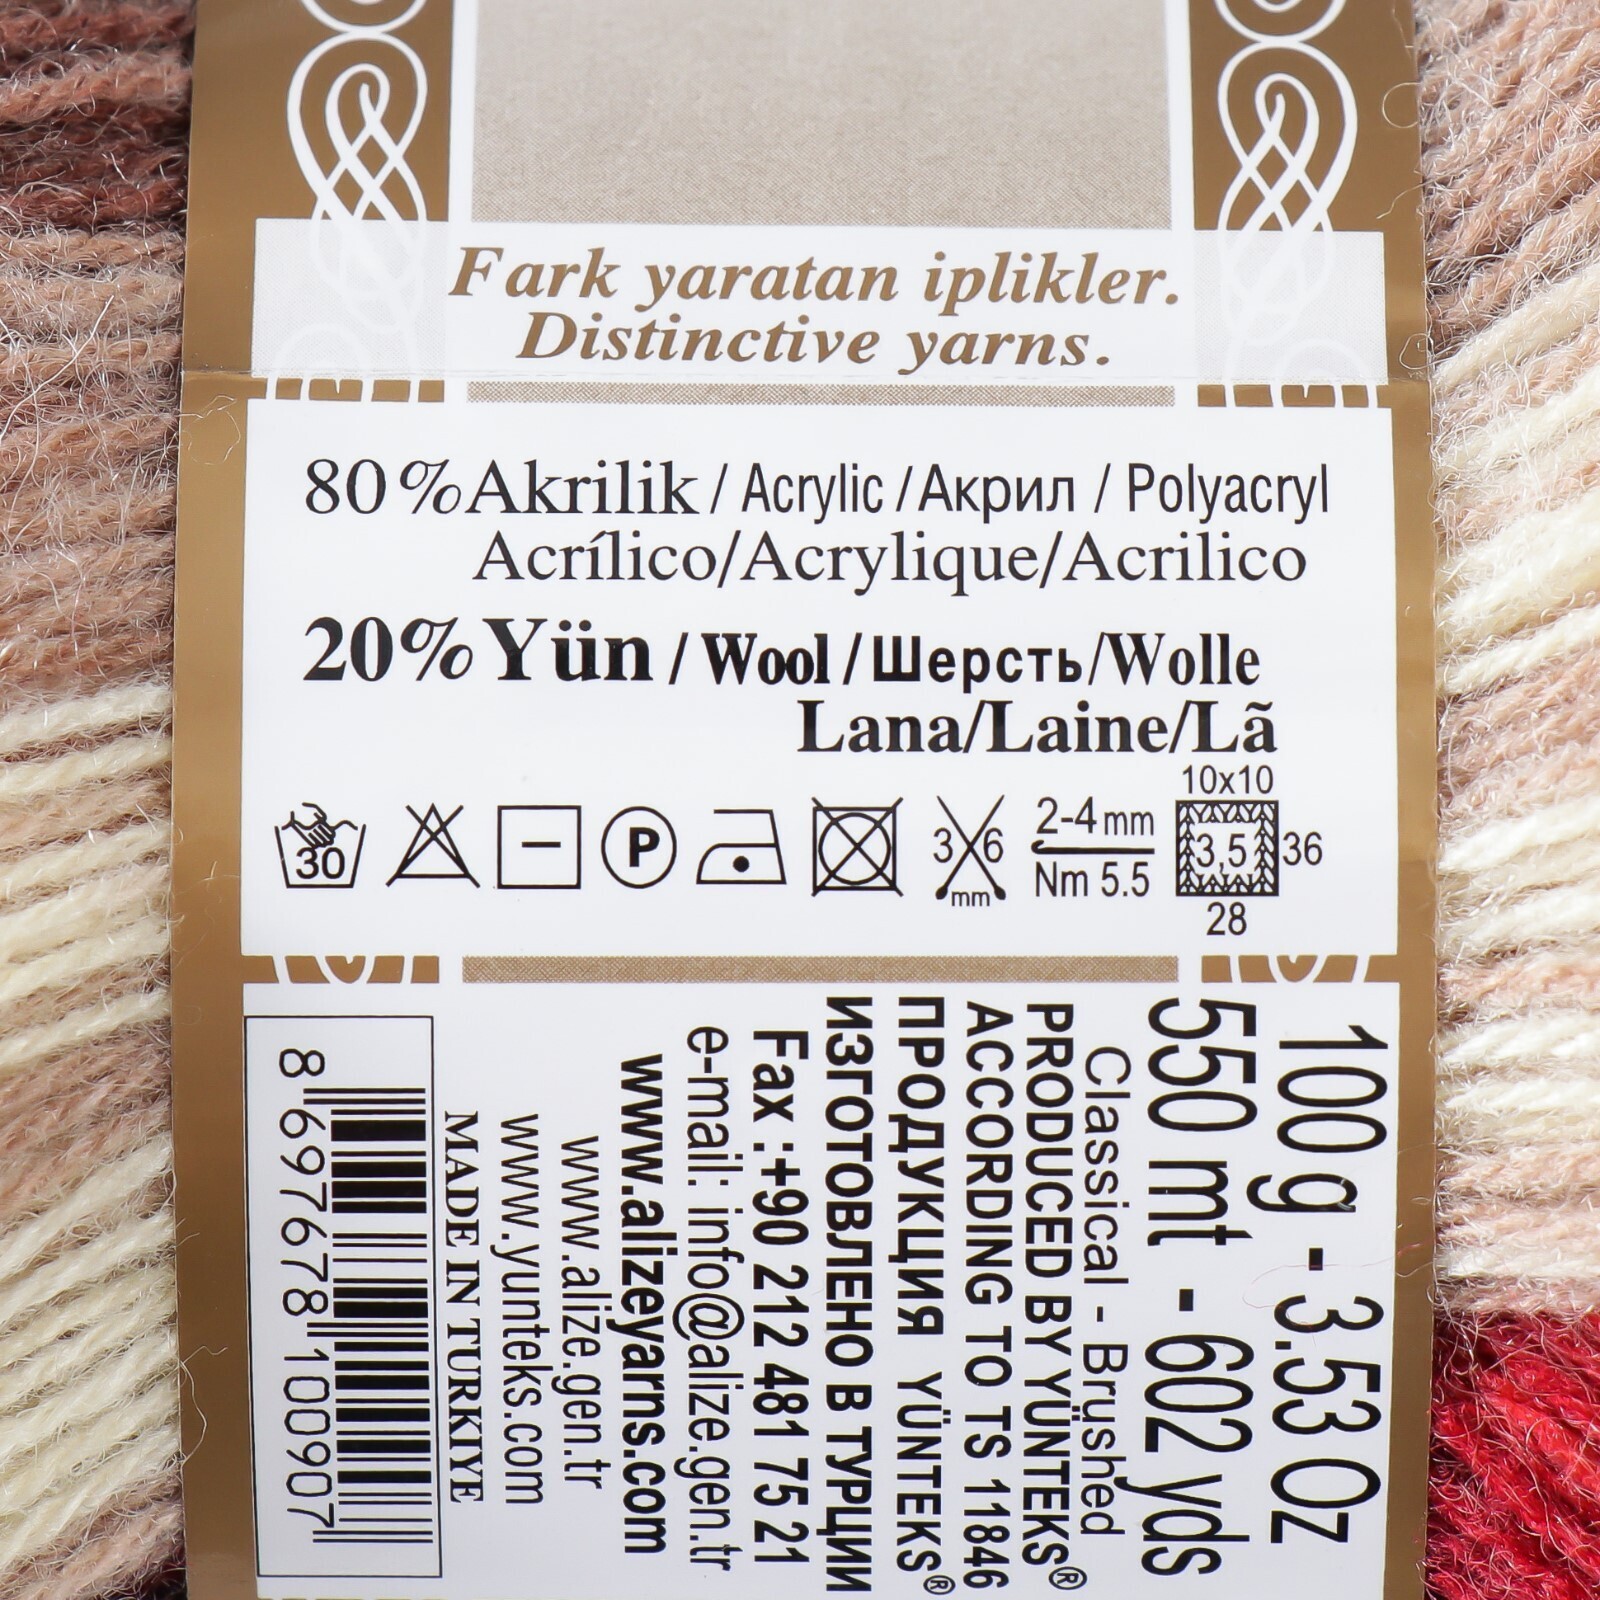 Fark yaratan iplikler.
Distinctive yarns.
80%Akrilik / Acrylic / Акрил / Polyacryl
Acrílico/Acrylique/Acrilico
20% Yün / Wool / Шерсть/Wolle
Lana/Laine/Lã
30
P
3 6
mm
2-4 mm
Nm 5.5
10x10
3,5 36
28
100 g - 3.53 Oz
550 mt - 602 yds
Classical - Brushed
PRODUCED BY YÜNTEKS®
ACCORDING TO TS 11846
ПРОДУКЦИЯ YÜNTEKS®
ИЗГОТОВЛЕНО В ТУРЦИИ
Fax :+90 212 481 75 21
e-mail: info@alize.gen.tr
www.alizeyarns.com
www.alize.gen.tr
www.yunteks.com
MADE IN TURKIYE
8 697678 100907